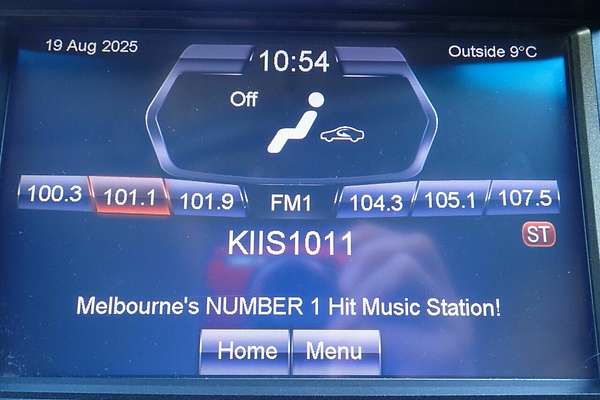 19 Aug 2025
10:54
Outside 9°C
Off
100.3 101.1 101.9 FM1 104.3 105.1 107.5
KIIS1011
ST
Melbourne's NUMBER 1 Hit Music Station!
Home Menu